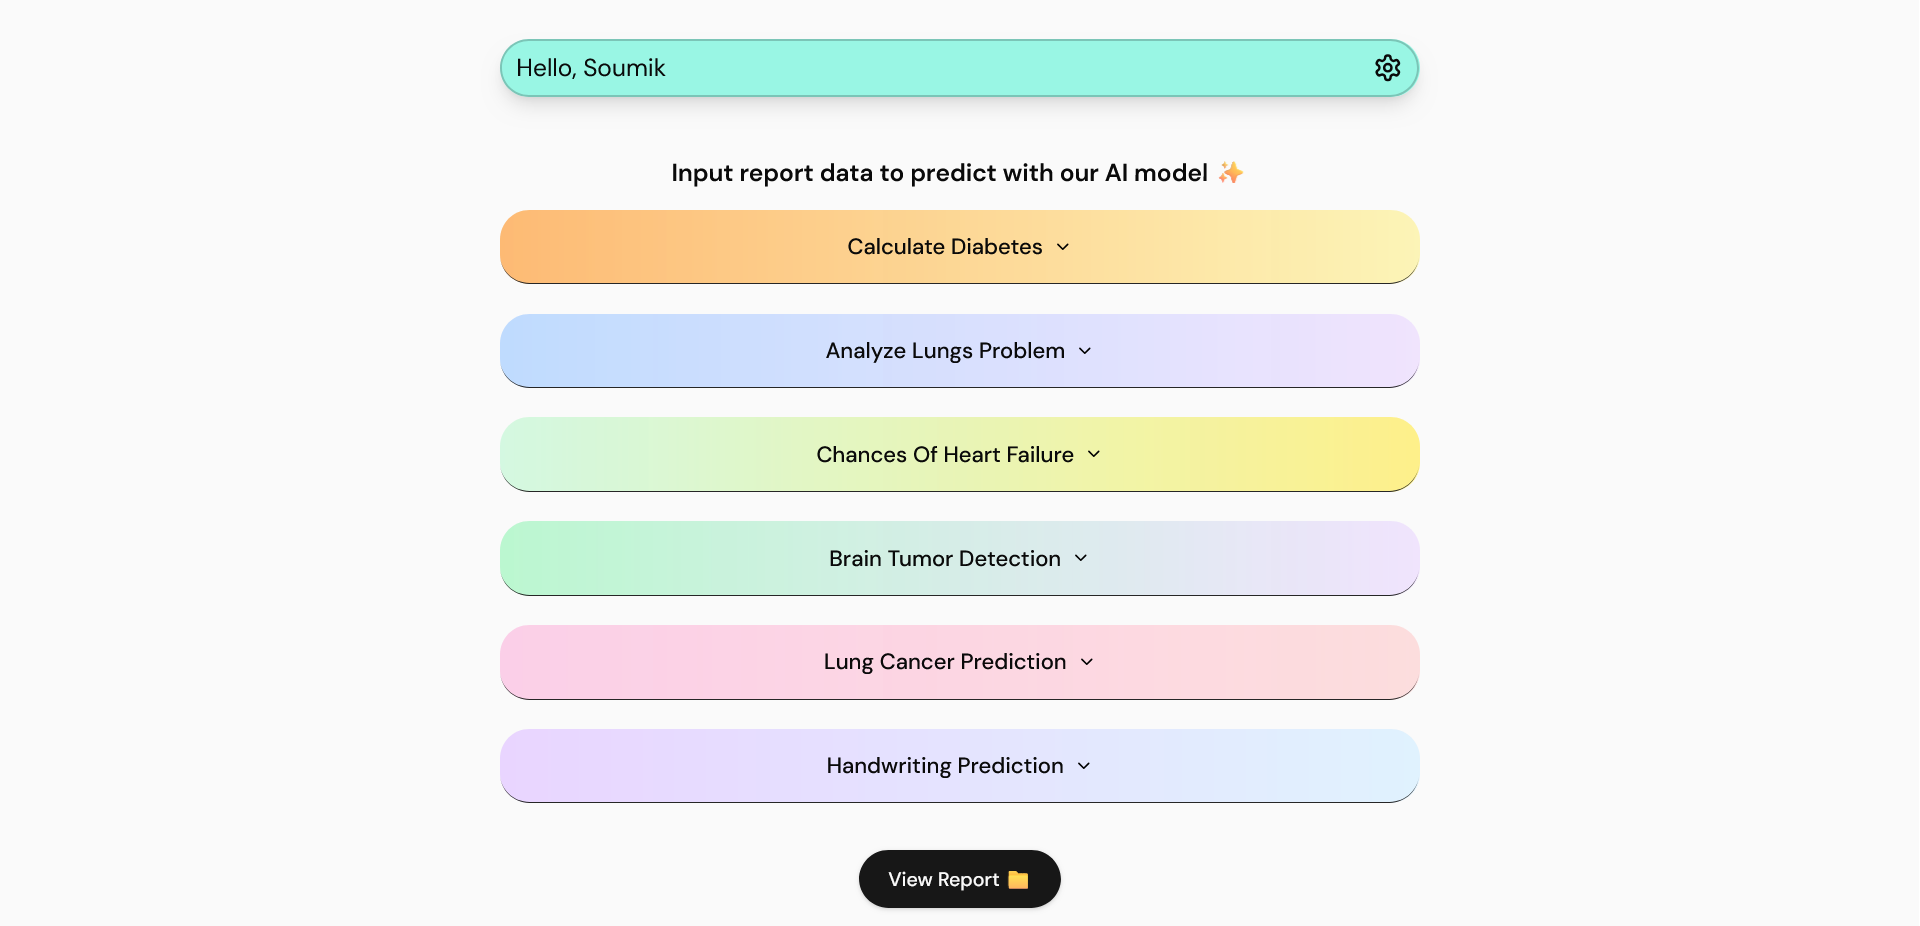 Hello, Soumik
Input report data to predict with our AI model ✨
Calculate Diabetes
Analyze Lungs Problem
Chances Of Heart Failure
Brain Tumor Detection
Lung Cancer Prediction
Handwriting Prediction
View Report 📁